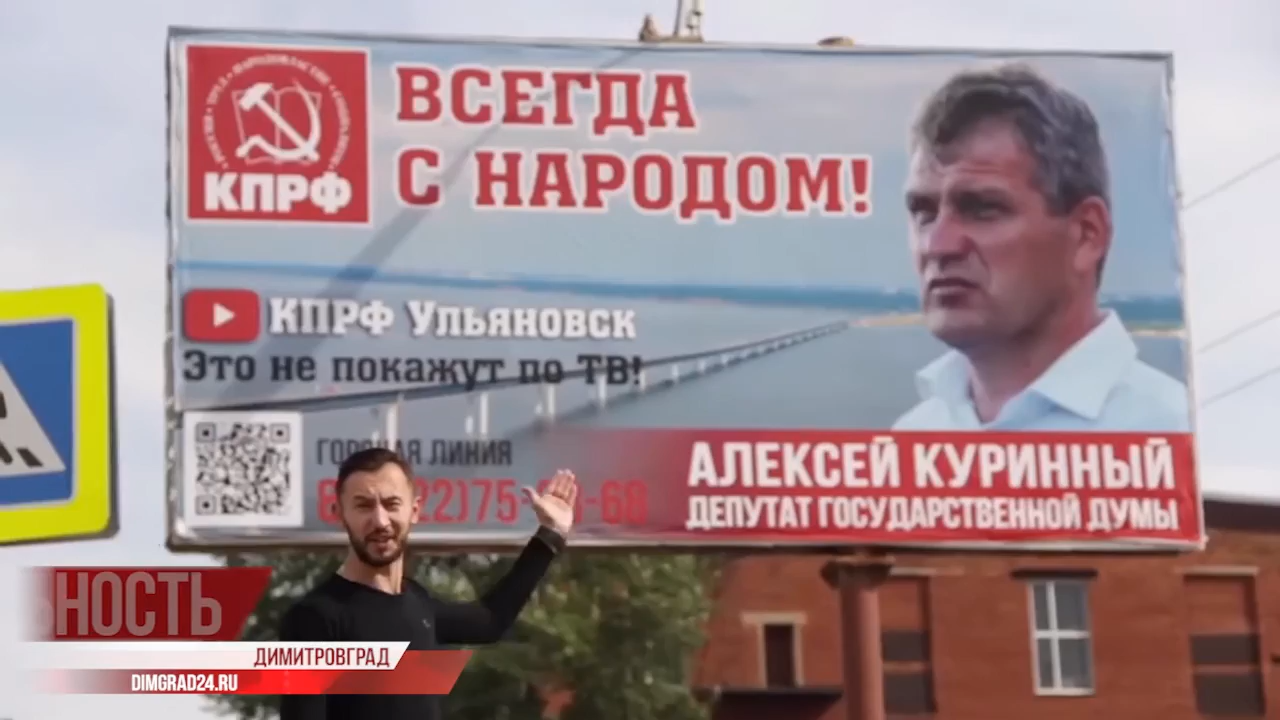 КПРФ
ВСЕГДА
С НАРОДОМ!
КПРФ УЛЬЯНОВСК
ЭТО НЕ ПОКАЖУТ ПО ТВ!
ЛИНИЯ
АЛЕКСЕЙ КУРИННЫЙ
ДЕПУТАТ ГОСУДАРСТВЕННОЙ ДУМЫ
НОСТЬ
ДИМИТРОВГРАД
DIMGRAD24.RU